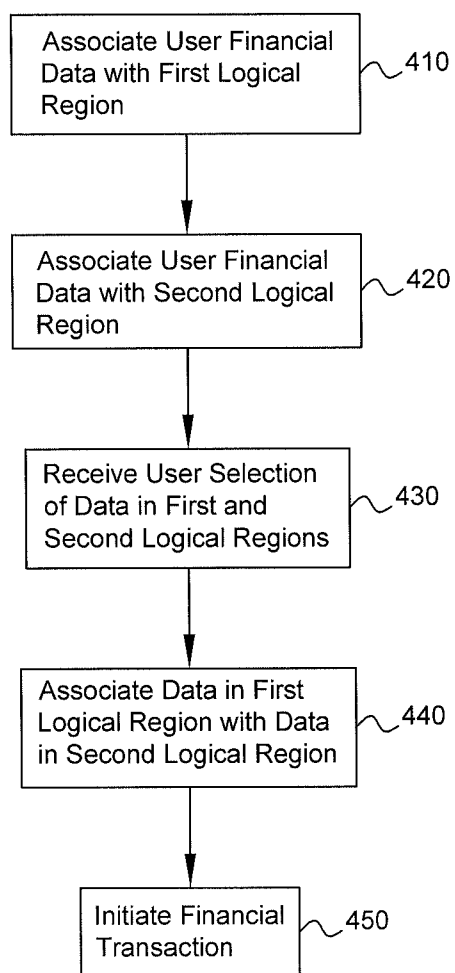 Associate User Financial
Data with First Logical
Region
410
Associate User Financial
Data with Second Logical
Region
420
Receive User Selection
of Data in First and
Second Logical Regions
430
Associate Data in First
Logical Region with Data
in Second Logical Region
440
Initiate Financial
Transaction
450